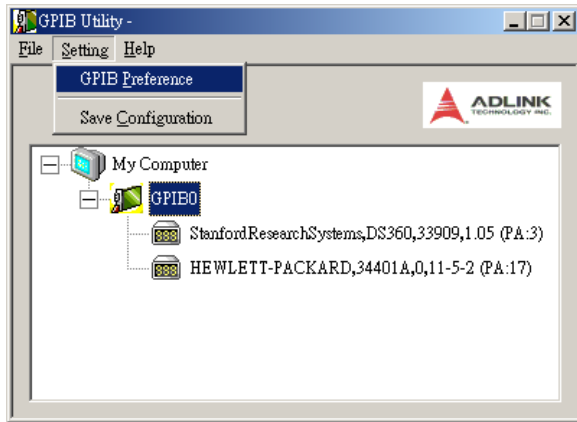 GPIB Utility -
File Setting Help
GPIB Preference
Save Configuration
ADLINK
TECHNOLOGY INC.
My Computer
GPIB0
StanfordResearchSystems,DS360,33909,1.05 (PA:3)
HEWLETT-PACKARD,34401A,0,11-5-2 (PA:17)